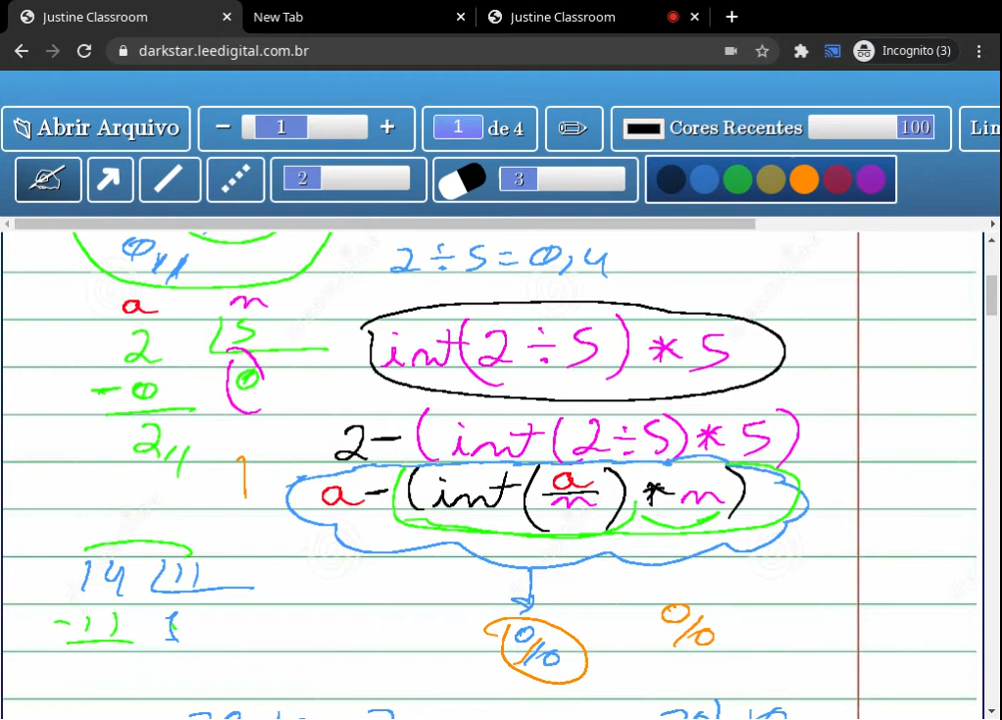 Justine Classroom
New Tab
Justine Classroom
darkstar.leedigital.com.br
Incognito (3)
Abrir Arquivo
− 1 +
1 de 4
Cores Recentes
100
2
3
2 ÷ 5 = 0,4
a n
2 5
int(2 ÷ 5) * 5
- 0 0
2
2 - (int(2 ÷ 5) * 5)
a - (int(a/n) * n)
14 11
- 11 1
%
%